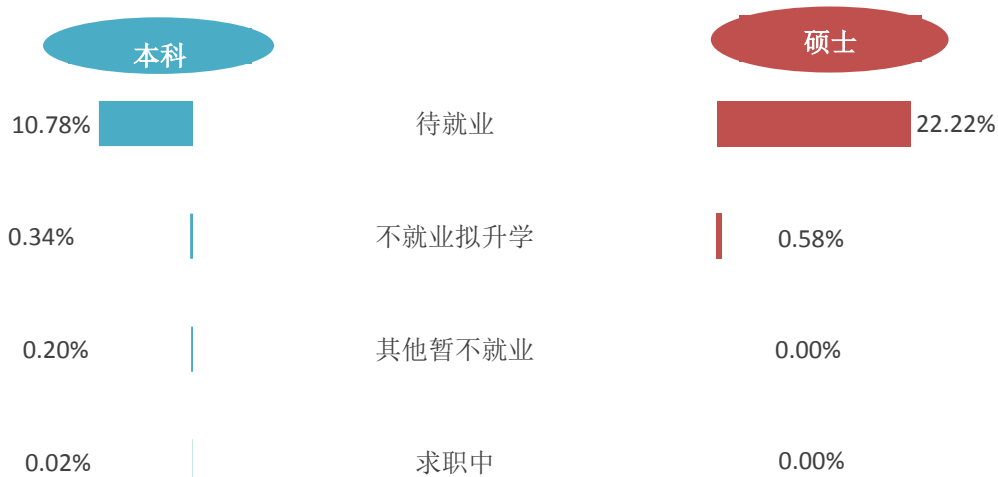 本科 硕士
10.78% 待就业 22.22%
0.34% 不就业拟升学 0.58%
0.20% 其他暂不就业 0.00%
0.02% 求职中 0.00%